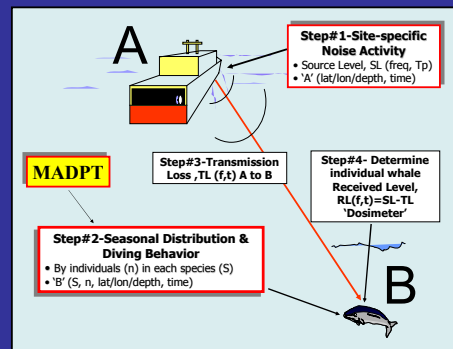 A
Step#1-Site-specific
Noise Activity
• Source Level, SL (freq, Tp)
• 'A' (lat/lon/depth, time)
Step#3-Transmission
Loss ,TL (f,t) A to B
Step#4- Determine
individual whale
Received Level,
RL(f,t)=SL-TL
'Dosimeter'
MADPT
Step#2-Seasonal Distribution &
Diving Behavior
• By individuals (n) in each species (S)
• 'B' (S, n, lat/lon/depth, time)
B